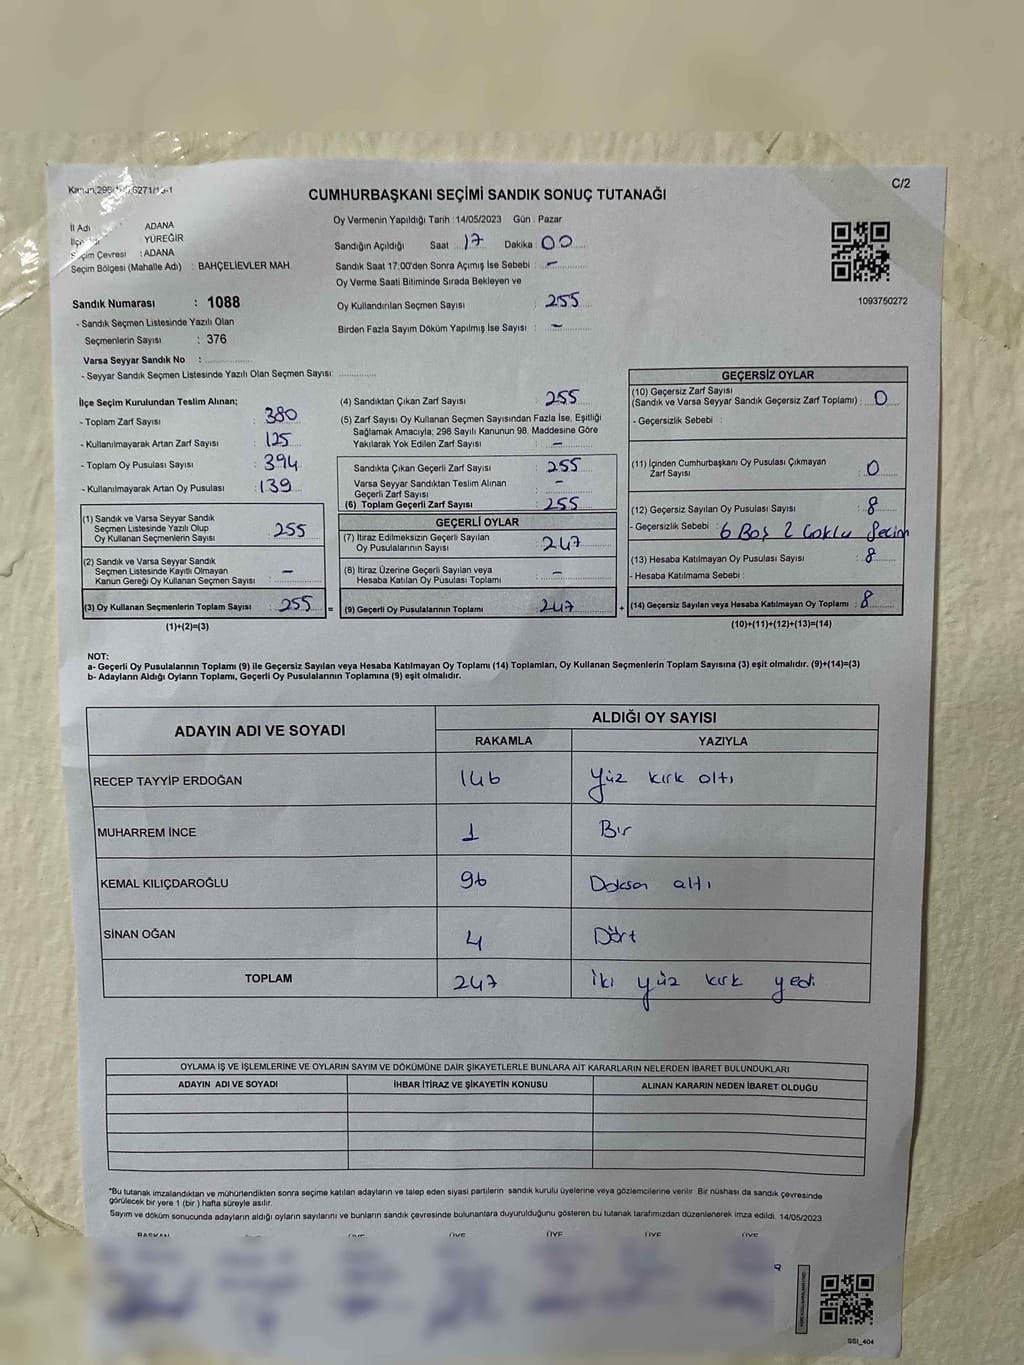 C/2
CUMHURBAŞKANI SEÇİMİ SANDIK SONUÇ TUTANAĞI
İl Adı ADANA
YÜREĞİR
Seçim Çevresi : ADANA
Seçim Bölgesi (Mahalle Adı) : BAHÇELİEVLER MAH.
Oy Vermenin Yapıldığı Tarih : 14/05/2023 Gün : Pazar
Sandığın Açıldığı Saat : 17 Dakika : 00
Sandık Saat 17:00'den Sonra Açımış İse Sebebi : -
Oy Verme Saati Bitiminde Sırada Bekleyen ve
Oy Kullandırılan Seçmen Sayısı : 255
Birden Fazla Sayım Döküm Yapılmış İse Sayısı : -
1093750272
Sandık Numarası : 1088
- Sandık Seçmen Listesinde Yazılı Olan
Seçmenlerin Sayısı : 376
Varsa Seyyar Sandık No :
- Seyyar Sandık Seçmen Listesinde Yazılı Olan Seçmen Sayısı:
İlçe Seçim Kurulundan Teslim Alınan;
- Toplam Zarf Sayısı : 380
- Kullanılmayarak Artan Zarf Sayısı : 125
- Toplam Oy Pusulası Sayısı : 394
- Kullanılmayarak Artan Oy Pusulası : 139
(1) Sandık ve Varsa Seyyar Sandık
Seçmen Listesinde Yazılı Olup
Oy Kullanan Seçmenlerin Sayısı : 255
(2) Sandık ve Varsa Seyyar Sandık
Seçmen Listesinde Kayıtlı Olmayan
Kanun Gereği Oy Kullanan Seçmen Sayısı : -
(3) Oy Kullanan Seçmenlerin Toplam Sayısı : 255 =
(1)+(2)=(3)
(4) Sandıktan Çıkan Zarf Sayısı : 255
(5) Zarf Sayısı Oy Kullanan Seçmen Sayısından Fazla İse, Eşitliği
Sağlamak Amacıyla; 298 Sayılı Kanunun 98. Maddesine Göre
Yakılarak Yok Edilen Zarf Sayısı : -
Sandıkta Çıkan Geçerli Zarf Sayısı : 255
Varsa Seyyar Sandıktan Teslim Alınan
Geçerli Zarf Sayısı : -
(6) Toplam Geçerli Zarf Sayısı : 255
GEÇERLİ OYLAR
(7) İtiraz Edilmeksizin Geçerli Sayılan
Oy Pusulalarının Sayısı : 247
(8) İtiraz Üzerine Geçerli Sayılan veya
Hesaba Katılan Oy Pusulası Toplamı : -
(9) Geçerli Oy Pusulalarının Toplamı : 247 +
GEÇERSİZ OYLAR
(10) Geçersiz Zarf Sayısı
(Sandık ve Varsa Seyyar Sandık Geçersiz Zarf Toplamı) : 0
- Geçersizlik Sebebi :
(11) İçinden Cumhurbaşkanı Oy Pusulası Çıkmayan
Zarf Sayısı : 0
(12) Geçersiz Sayılan Oy Pusulası Sayısı : 8
- Geçersizlik Sebebi : 6 Boş 2 Çoklu Seçim
(13) Hesaba Katılmayan Oy Pusulası Sayısı : 8
- Hesaba Katılmama Sebebi :
(14) Geçersiz Sayılan veya Hesaba Katılmayan Oy Toplamı : 8
(10)+(11)+(12)+(13)=(14)
NOT:
a- Geçerli Oy Pusulalarının Toplamı (9) ile Geçersiz Sayılan veya Hesaba Katılmayan Oy Toplamı (14) Toplamları, Oy Kullanan Seçmenlerin Toplam Sayısına (3) eşit olmalıdır. (9)+(14)=(3)
b- Adayların Aldığı Oyların Toplamı, Geçerli Oy Pusulalarının Toplamına (9) eşit olmalıdır.
ADAYIN ADI VE SOYADI ALDIĞI OY SAYISI
RAKAMLA YAZIYLA
RECEP TAYYİP ERDOĞAN 146 Yüz kırk altı
MUHARREM İNCE 1 Bir
KEMAL KILIÇDAROĞLU 96 Doksan altı
SİNAN OĞAN 4 Dört
TOPLAM 247 İki yüz kırk yedi
OYLAMA İŞ VE İŞLEMLERİNE VE OYLARIN SAYIM VE DÖKÜMÜNE DAİR ŞİKAYETLERLE BUNLARA AİT KARARLARIN NELERDEN İBARET BULUNDUKLARI
ADAYIN ADI VE SOYADI İHBAR İTİRAZ VE ŞİKAYETİN KONUSU ALINAN KARARIN NEDEN İBARET OLDUĞU
*Bu tutanak imzalandıktan ve mühürlendikten sonra seçime katılan adayların ve talep eden siyasi partilerin sandık kurulu üyelerine veya gözlemcilerine verilir. Bir nüshası da sandık çevresinde
görülecek bir yere 1 (bir) hafta süreyle asılır.
Sayım ve döküm sonucunda adayların aldığı oyların sayılarını ve bunların sandık çevresinde bulunanlara duyurulduğunu gösteren bu tutanak tarafımızdan düzenlenerek imza edildi. 14/05/2023
BAŞKAN ÜYE ÜYE ÜYE ÜYE ÜYE ÜYE
SSI_404